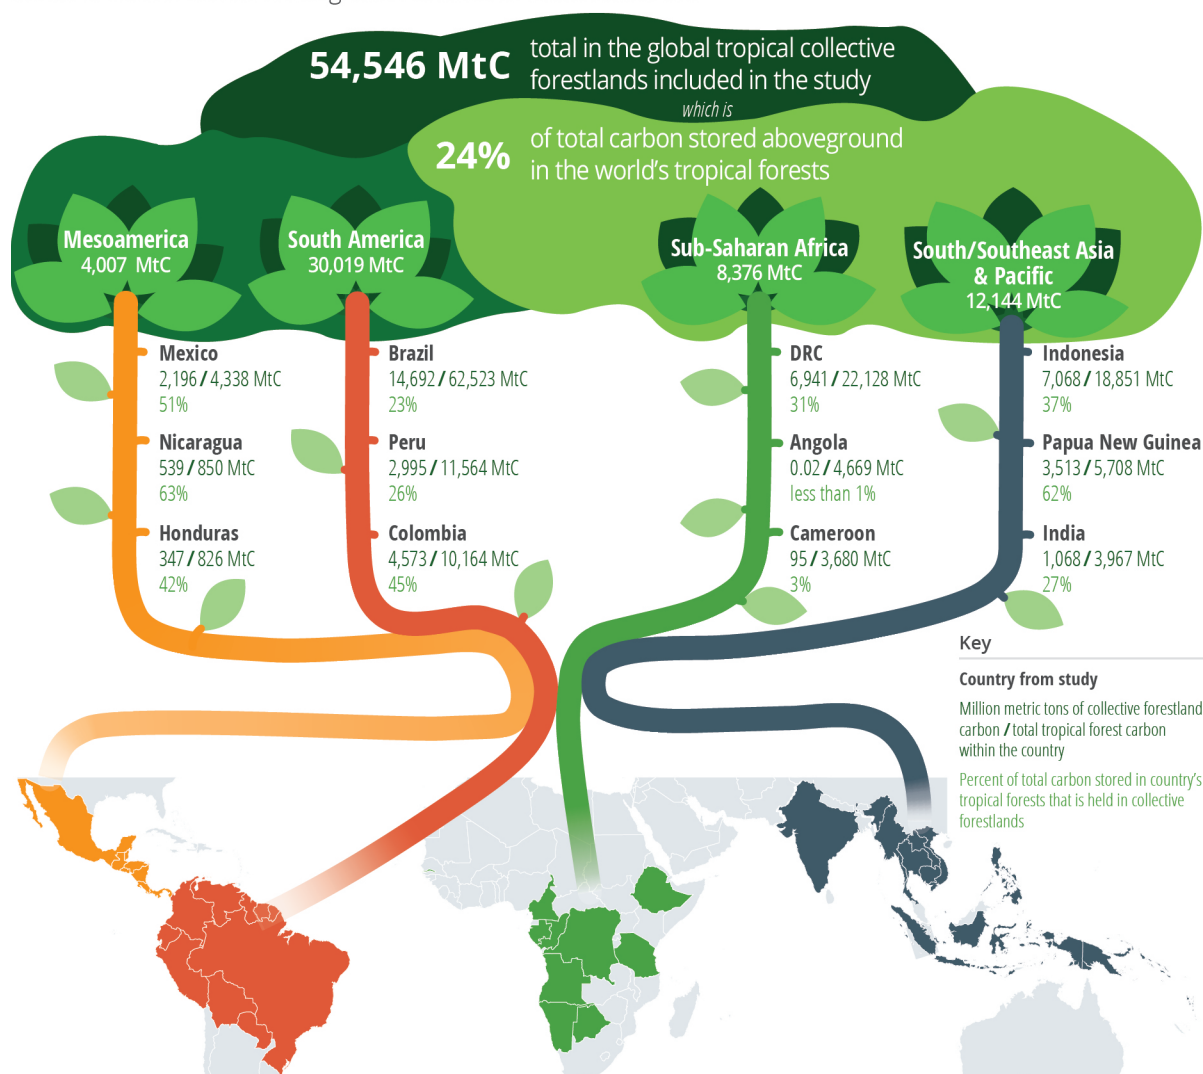 54,546 MtC
total in the global tropical collective
forestlands included in the study
which is
24%
of total carbon stored aboveground
in the world's tropical forests
Mesoamerica
4,007 MtC
South America
30,019 MtC
Sub-Saharan Africa
8,376 MtC
South/Southeast Asia
& Pacific
12,144 MtC
Mexico
2,196 / 4,338 MtC
51%
Nicaragua
539 / 850 MtC
63%
Honduras
347 / 826 MtC
42%
Brazil
14,692 / 62,523 MtC
23%
Peru
2,995 / 11,564 MtC
26%
Colombia
4,573 / 10,164 MtC
45%
DRC
6,941 / 22,128 MtC
31%
Angola
0.02 / 4,669 MtC
less than 1%
Cameroon
95 / 3,680 MtC
3%
Indonesia
7,068 / 18,851 MtC
37%
Papua New Guinea
3,513 / 5,708 MtC
62%
India
1,068 / 3,967 MtC
27%
Key
Country from study
Million metric tons of collective forestland
carbon / total tropical forest carbon
within the country
Percent of total carbon stored in country's
tropical forests that is held in collective
forestlands